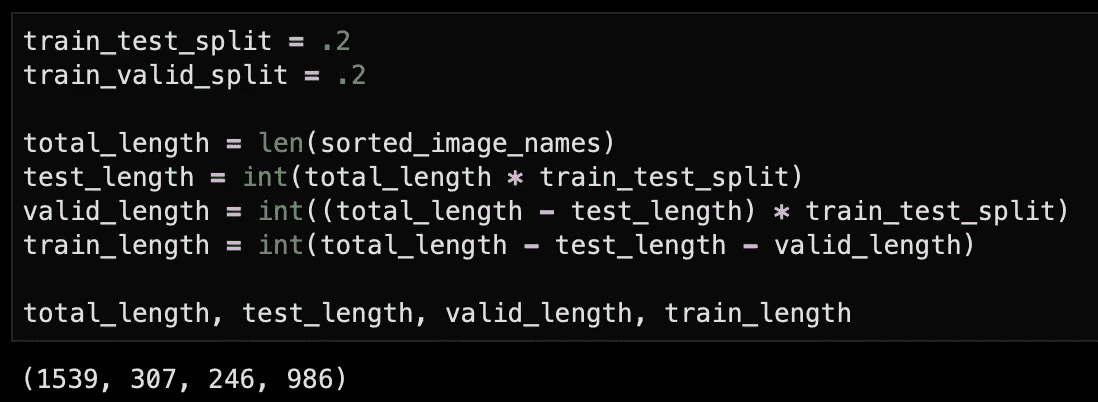 train_test_split = .2
train_valid_split = .2
total_length = len(sorted_image_names)
test_length = int(total_length * train_test_split)
valid_length = int((total_length - test_length) * train_test_split)
train_length = int(total_length - test_length - valid_length)
total_length, test_length, valid_length, train_length
(1539, 307, 246, 986)